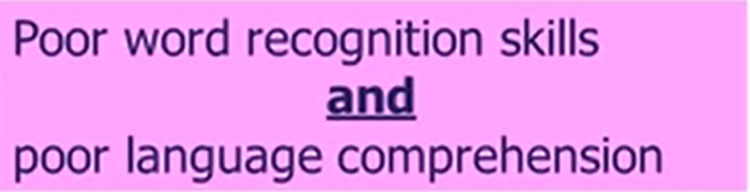 Poor word recognition skills
and
poor language comprehension